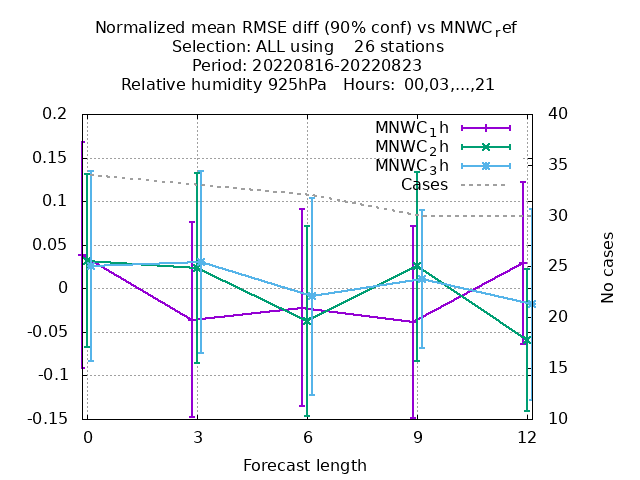 Normalized mean RMSE diff (90% conf) vs MNWC_ref
Selection: ALL using 26 stations
Period: 20220816-20220823
Relative humidity 925hPa Hours: 00,03,...,21
MNWC_1h
MNWC_2h
MNWC_3h
Cases
0.2
0.15
0.1
0.05
0
-0.05
-0.1
-0.15
40
35
30
25
20
15
10
No cases
0 3 6 9 12
Forecast length